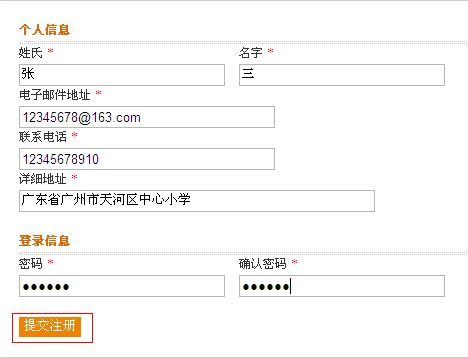 个人信息
姓氏 * 名字 *
张 三
电子邮件地址 *
12345678@163.com
联系电话 *
12345678910
详细地址 *
广东省广州市天河区中心小学
登录信息
密码 * 确认密码 *
●●●●●● ●●●●●●
提交注册